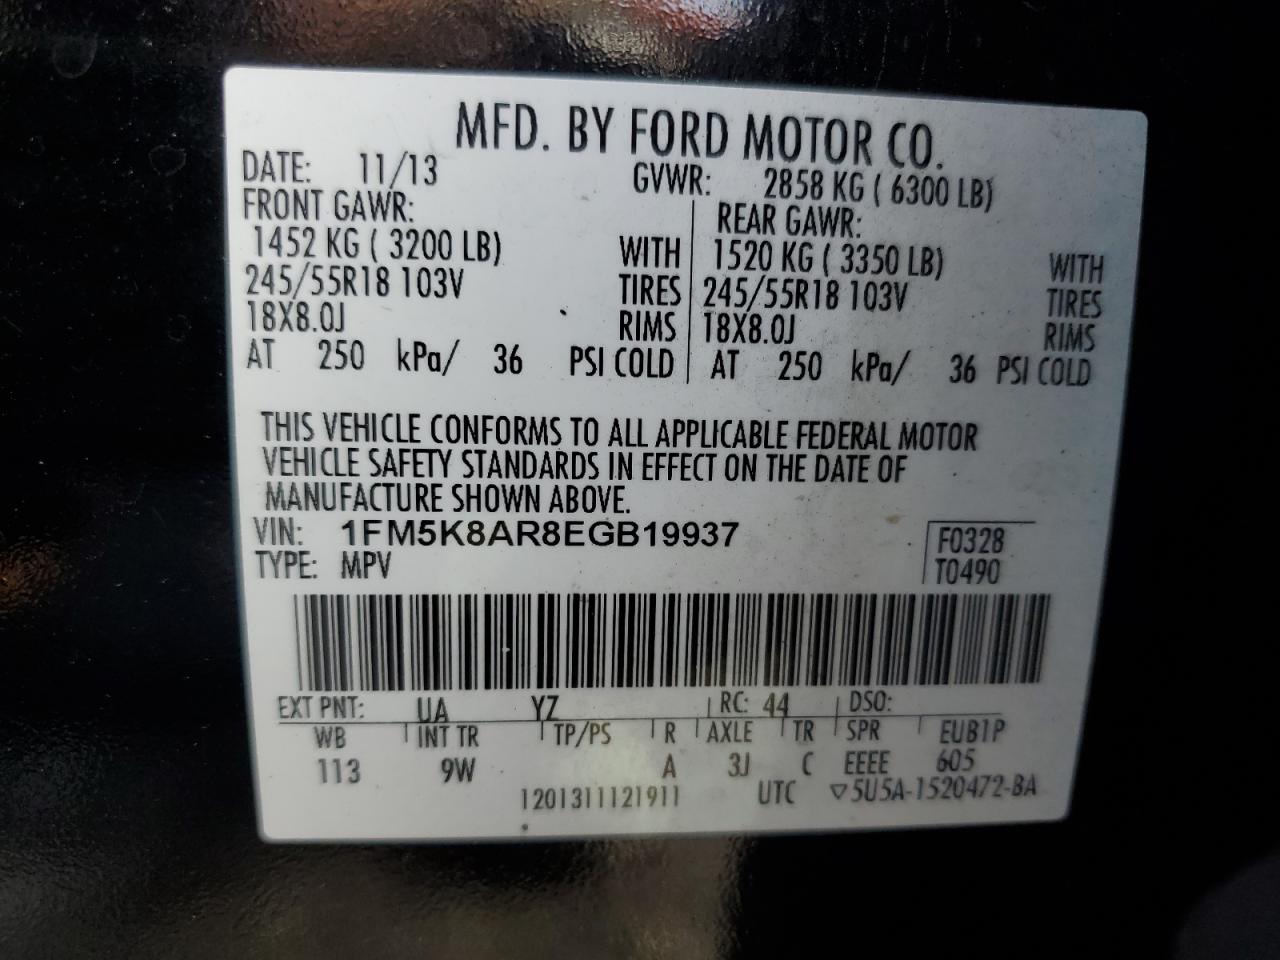 MFD. BY FORD MOTOR CO.
DATE: 11/13 GVWR: 2858 KG ( 6300 LB)
FRONT GAWR: REAR GAWR:
1452 KG ( 3200 LB) WITH 1520 KG ( 3350 LB) WITH
245/55R18 103V TIRES 245/55R18 103V TIRES
18X8.0J RIMS 18X8.0J RIMS
AT 250 kPa/ 36 PSI COLD AT 250 kPa/ 36 PSI COLD
THIS VEHICLE CONFORMS TO ALL APPLICABLE FEDERAL MOTOR
VEHICLE SAFETY STANDARDS IN EFFECT ON THE DATE OF
MANUFACTURE SHOWN ABOVE.
VIN: 1FM5K8AR8EGB19937 F0328
TYPE: MPV T0490
EXT PNT: UA YZ RC: 44 DSO:
WB INT TR TP/PS R AXLE TR SPR EUB1P
113 9W A 3J C EEEE 605
1201311121911 UTC ▽5U5A-1520472-BA